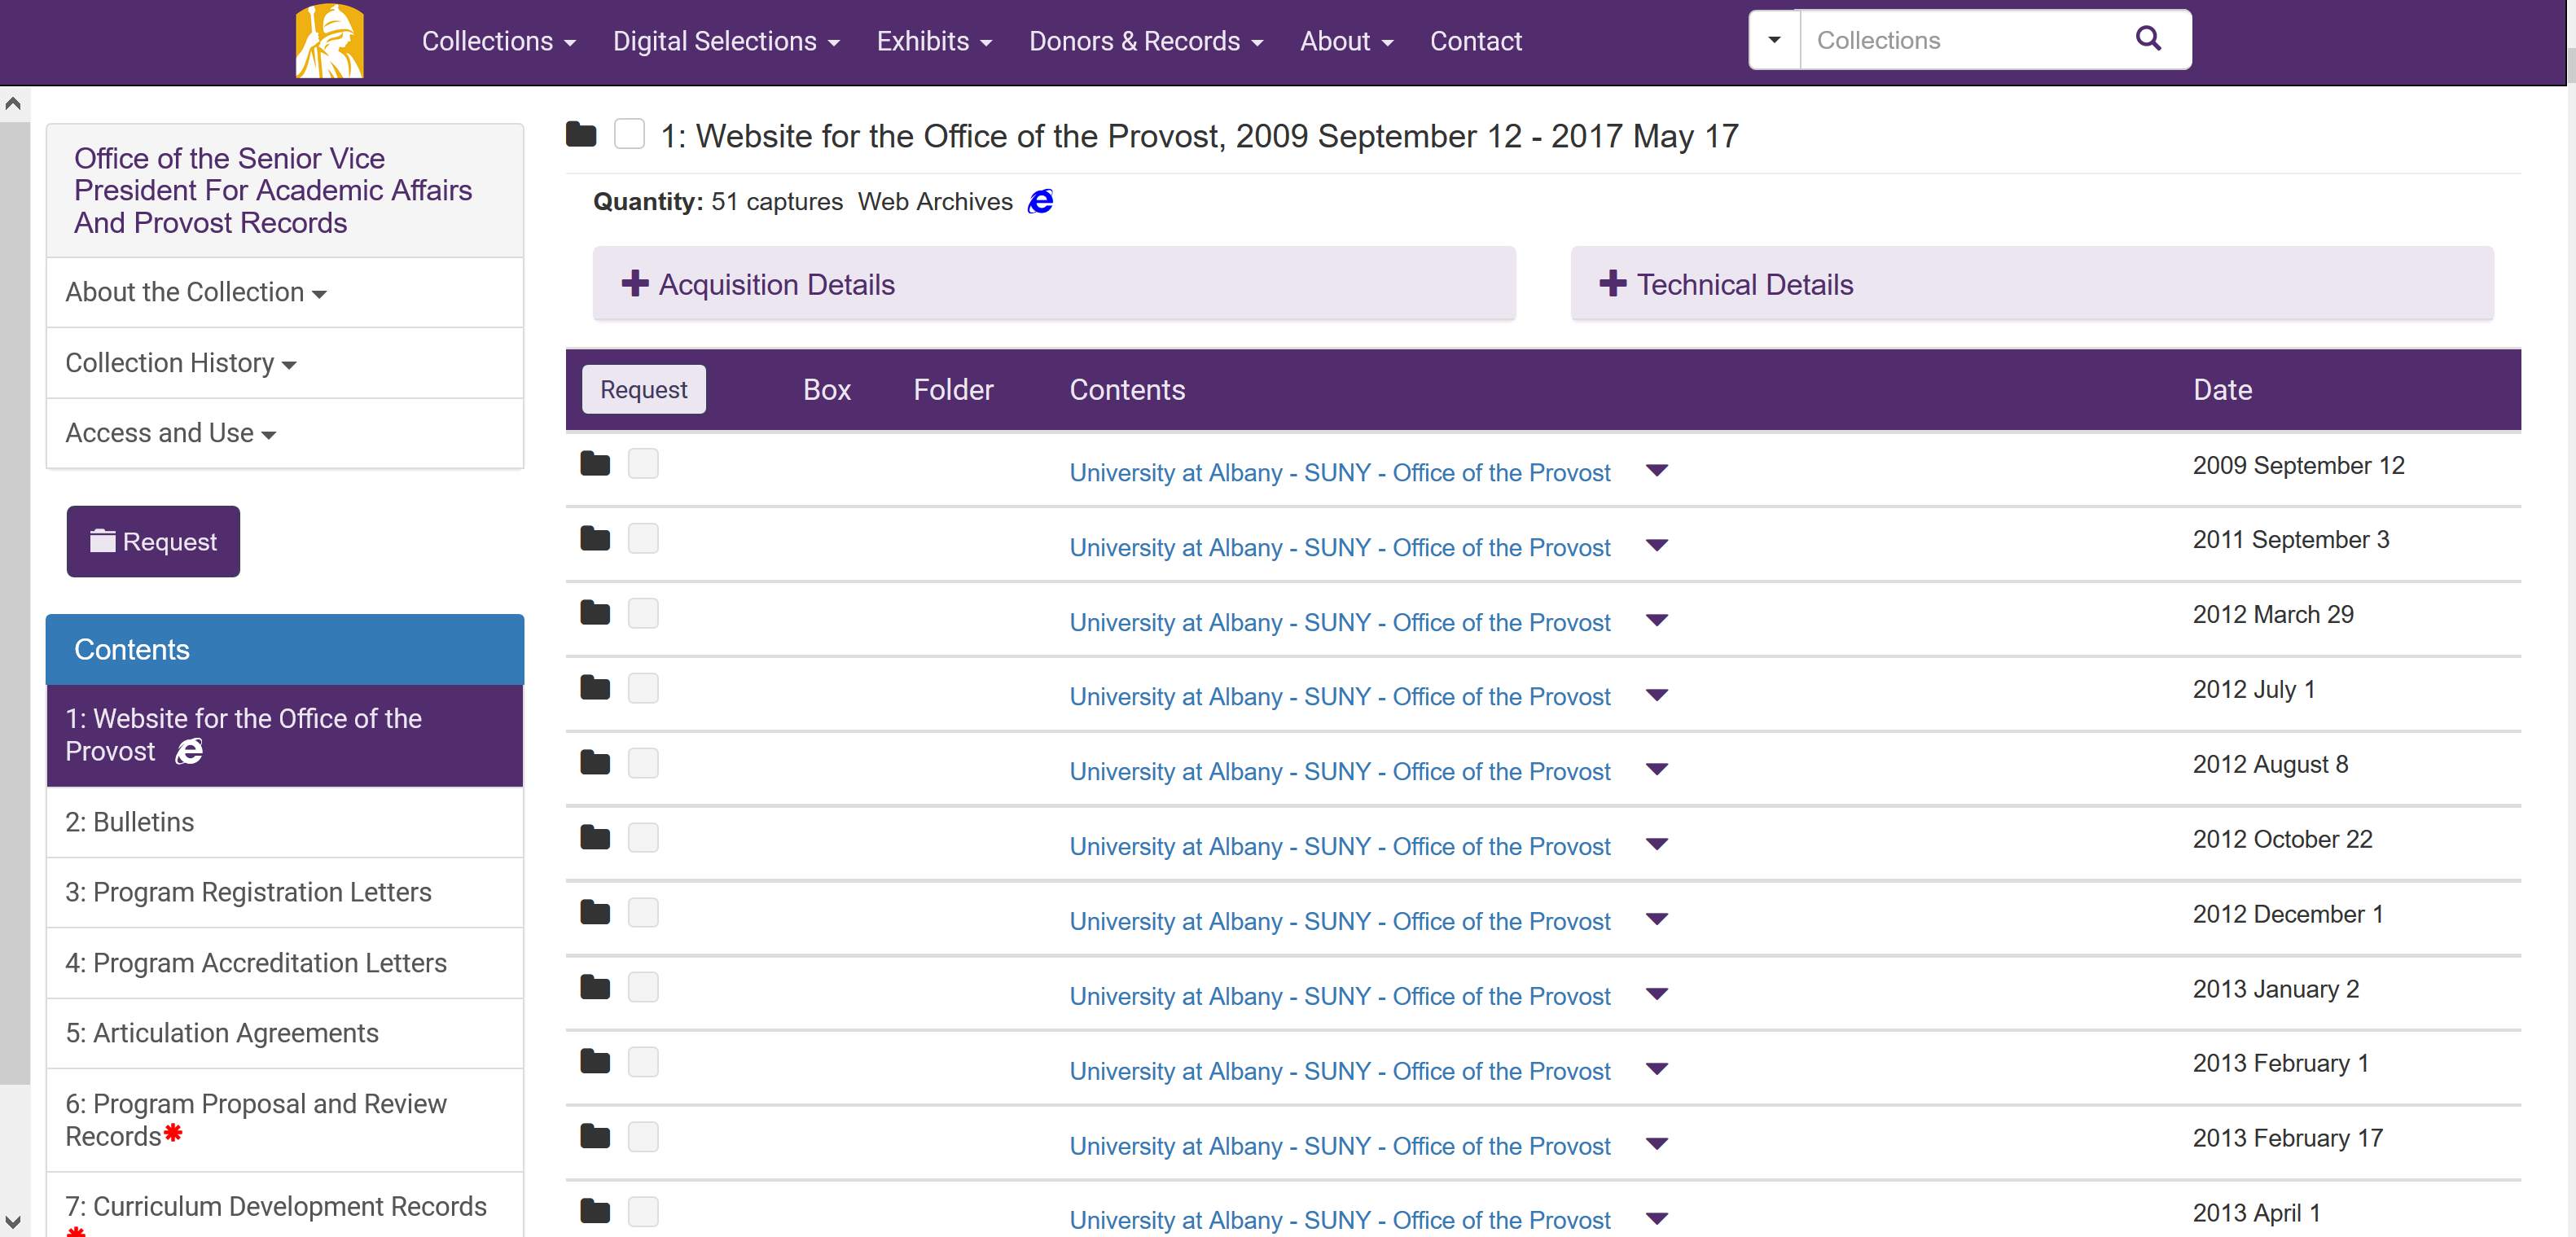 Collections Digital Selections Exhibits Donors & Records About Contact Collections
Office of the Senior Vice
President For Academic Affairs
And Provost Records
About the Collection
Collection History
Access and Use
Request
Contents
1: Website for the Office of the
Provost
2: Bulletins
3: Program Registration Letters
4: Program Accreditation Letters
5: Articulation Agreements
6: Program Proposal and Review
Records*
7: Curriculum Development Records
*
1: Website for the Office of the Provost, 2009 September 12 - 2017 May 17
Quantity: 51 captures Web Archives
Acquisition Details
Technical Details
Request Box Folder Contents Date
University at Albany - SUNY - Office of the Provost 2009 September 12
University at Albany - SUNY - Office of the Provost 2011 September 3
University at Albany - SUNY - Office of the Provost 2012 March 29
University at Albany - SUNY - Office of the Provost 2012 July 1
University at Albany - SUNY - Office of the Provost 2012 August 8
University at Albany - SUNY - Office of the Provost 2012 October 22
University at Albany - SUNY - Office of the Provost 2012 December 1
University at Albany - SUNY - Office of the Provost 2013 January 2
University at Albany - SUNY - Office of the Provost 2013 February 1
University at Albany - SUNY - Office of the Provost 2013 February 17
University at Albany - SUNY - Office of the Provost 2013 April 1